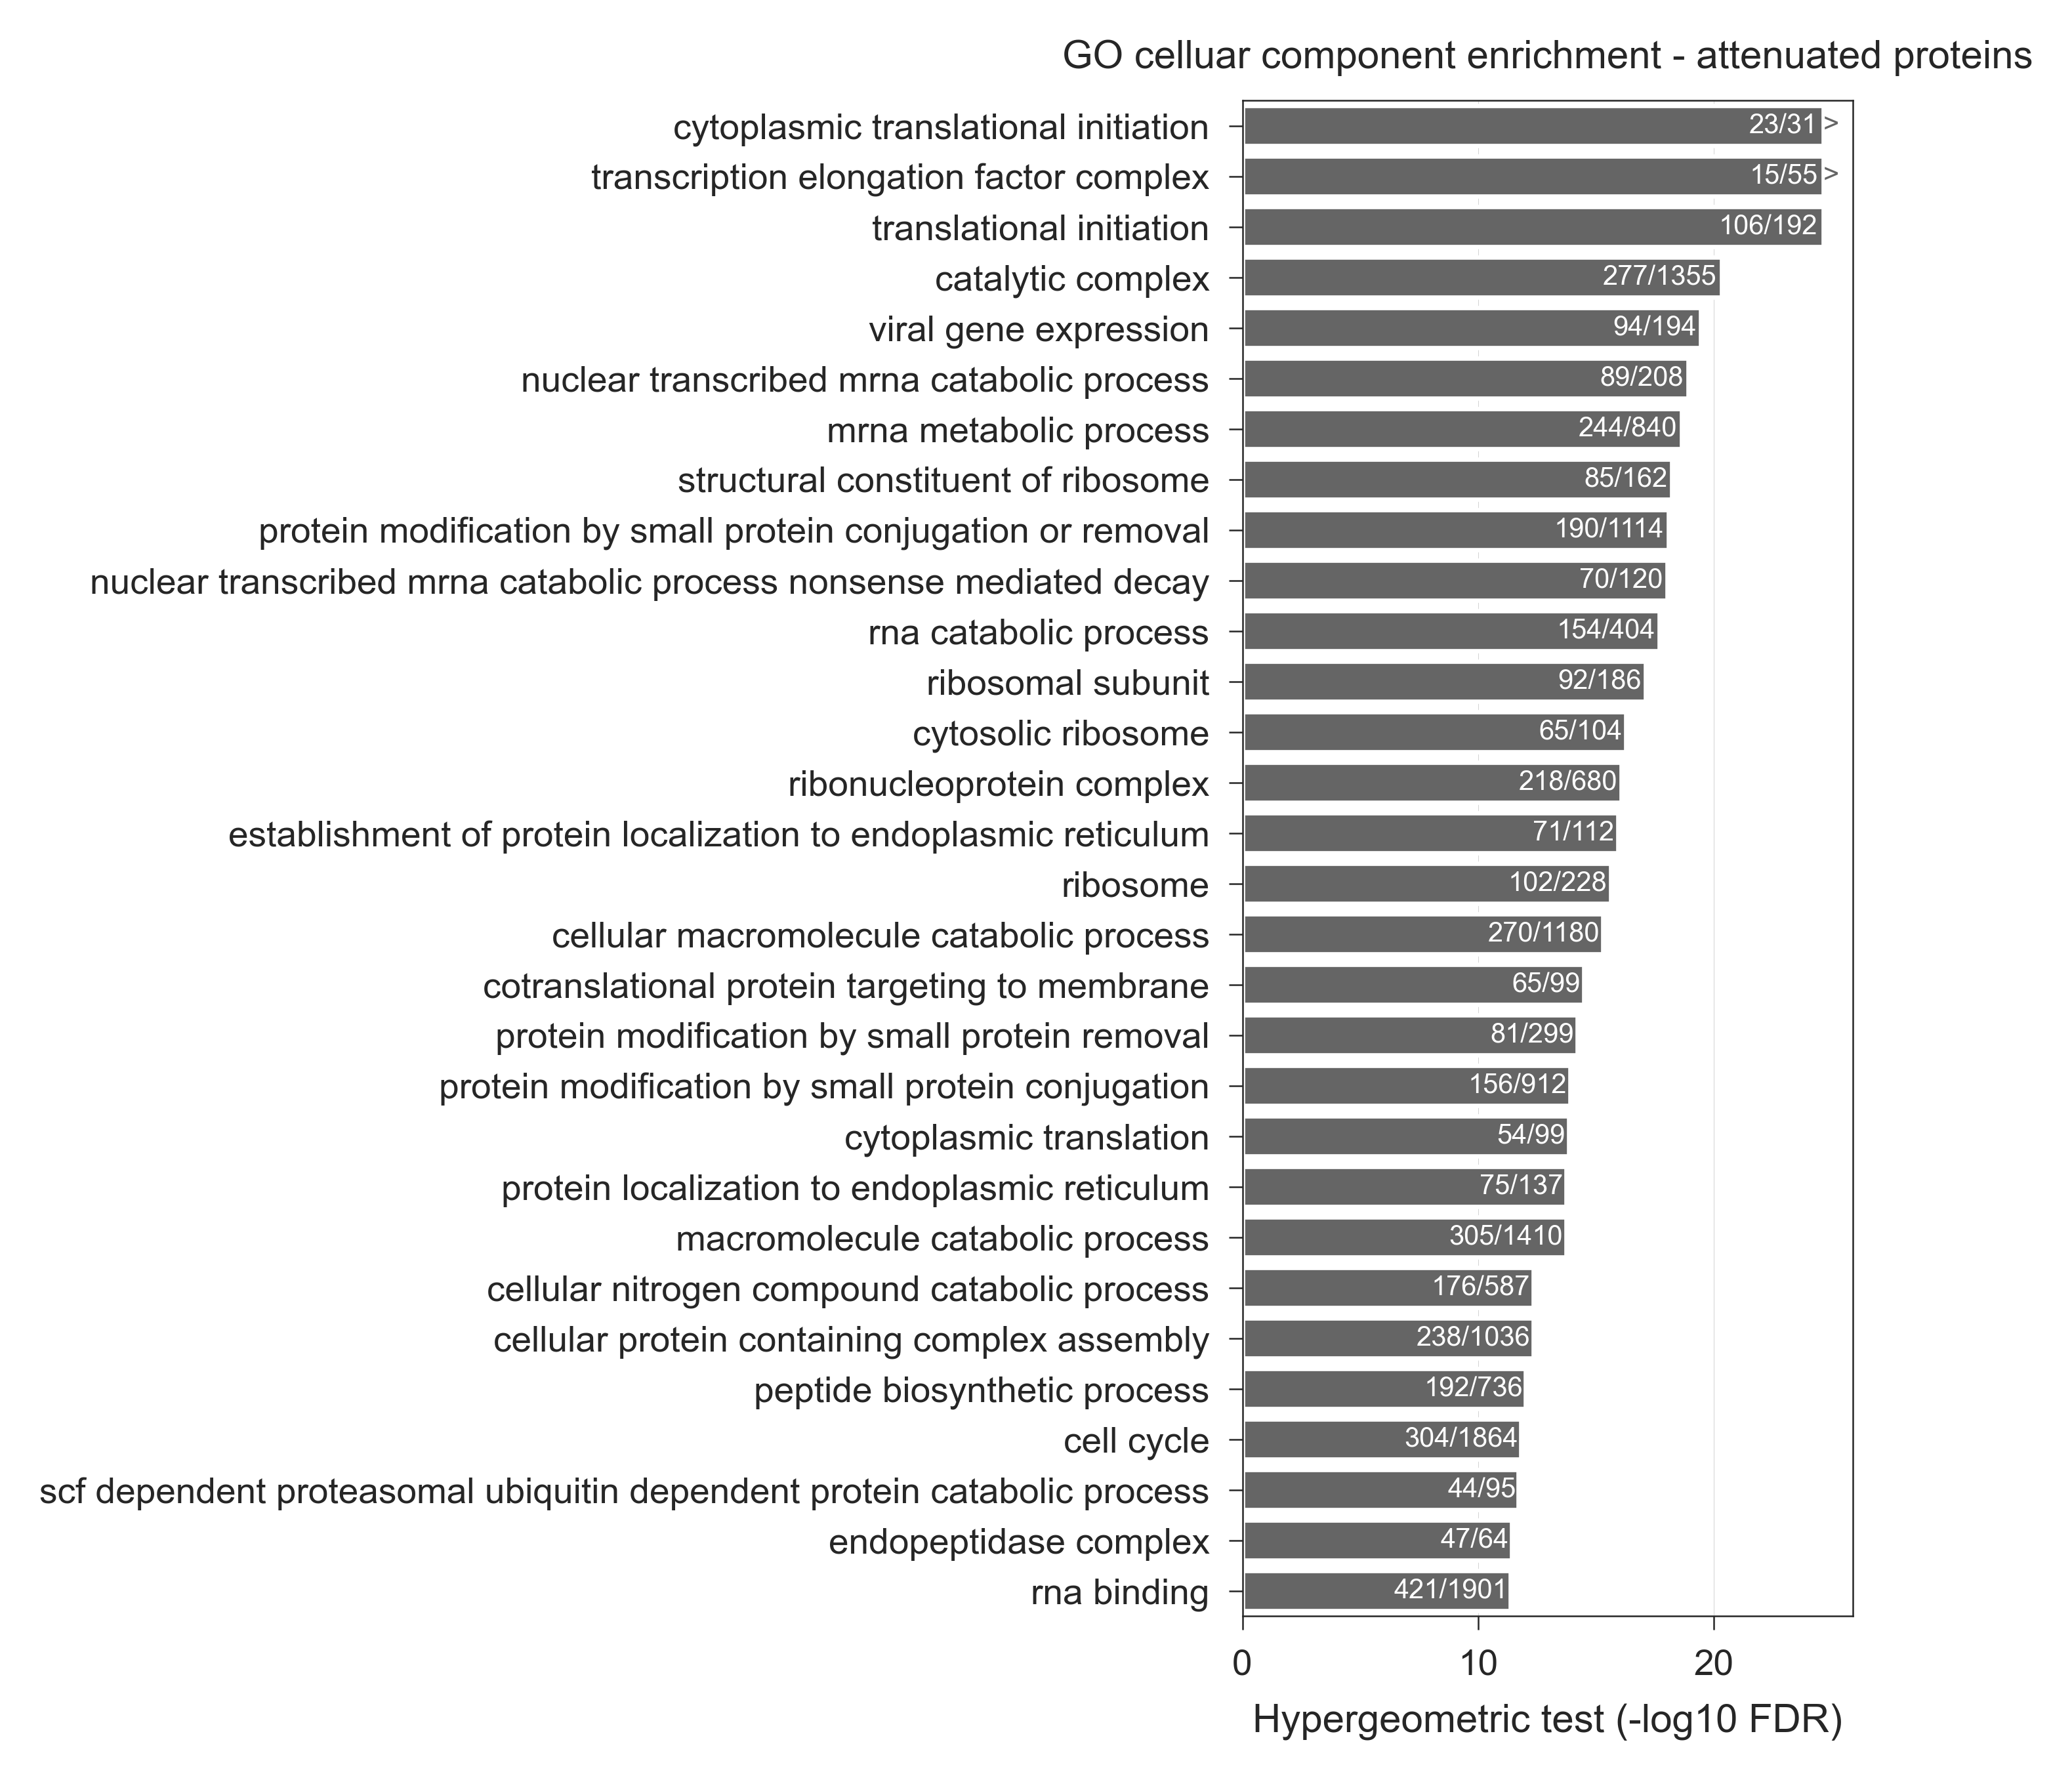 GO celluar component enrichment - attenuated proteins
cytoplasmic translational initiation 23/31 >
transcription elongation factor complex 15/55 >
translational initiation 106/192
catalytic complex 277/1355
viral gene expression 94/194
nuclear transcribed mrna catabolic process 89/208
mrna metabolic process 244/840
structural constituent of ribosome 85/162
protein modification by small protein conjugation or removal 190/1114
nuclear transcribed mrna catabolic process nonsense mediated decay 70/120
rna catabolic process 154/404
ribosomal subunit 92/186
cytosolic ribosome 65/104
ribonucleoprotein complex 218/680
establishment of protein localization to endoplasmic reticulum 71/112
ribosome 102/228
cellular macromolecule catabolic process 270/1180
cotranslational protein targeting to membrane 65/99
protein modification by small protein removal 81/299
protein modification by small protein conjugation 156/912
cytoplasmic translation 54/99
protein localization to endoplasmic reticulum 75/137
macromolecule catabolic process 305/1410
cellular nitrogen compound catabolic process 176/587
cellular protein containing complex assembly 238/1036
peptide biosynthetic process 192/736
cell cycle 304/1864
scf dependent proteasomal ubiquitin dependent protein catabolic process 44/95
endopeptidase complex 47/64
rna binding 421/1901
0 10 20
Hypergeometric test (-log10 FDR)